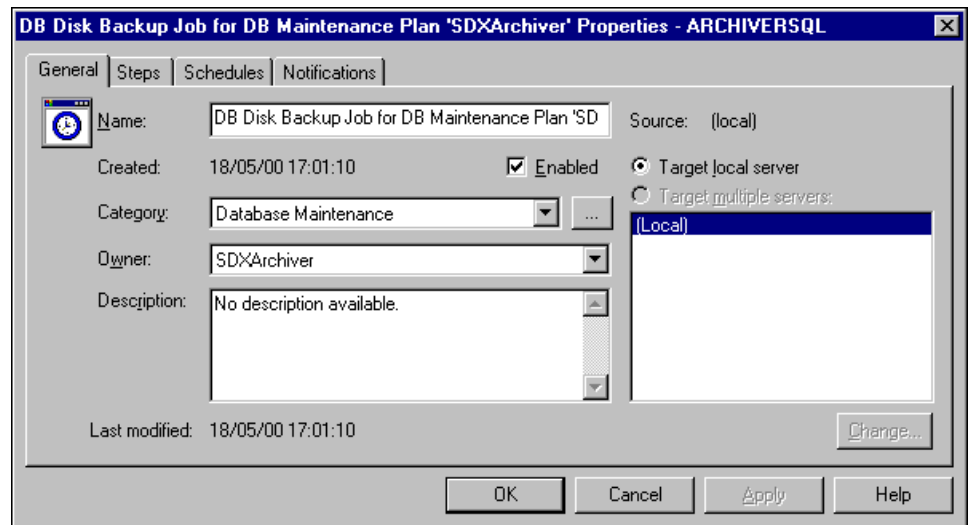 DB Disk Backup Job for DB Maintenance Plan 'SDXArchiver' Properties - ARCHIVERSQL
General Steps Schedules Notifications
Name: DB Disk Backup Job for DB Maintenance Plan 'SD Source: (local)
Created: 18/05/00 17:01:10 Enabled Target local server
Target multiple servers:
Category: Database Maintenance ... (Local)
Owner: SDXArchiver
Description: No description available.
Last modified: 18/05/00 17:01:10 Change...
OK Cancel Apply Help